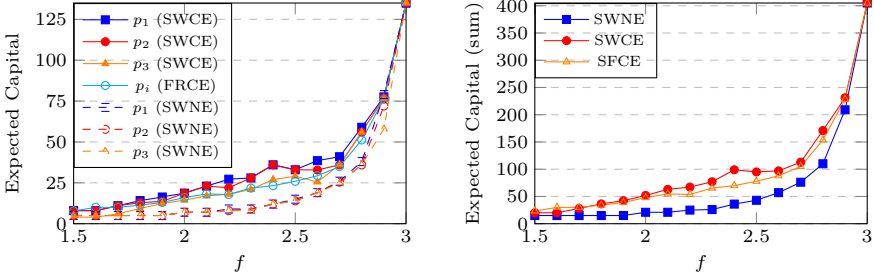 Expected Capital
125
100
75
50
25
0
1.5
2
2.5
3
f
p1 (SWCE)
p2 (SWCE)
p3 (SWCE)
pi (FRCE)
p1 (SWNE)
p2 (SWNE)
p3 (SWNE)
Expected Capital (sum)
400
350
300
250
200
150
100
50
0
1.5
2
2.5
3
f
SWNE
SWCE
SFCE